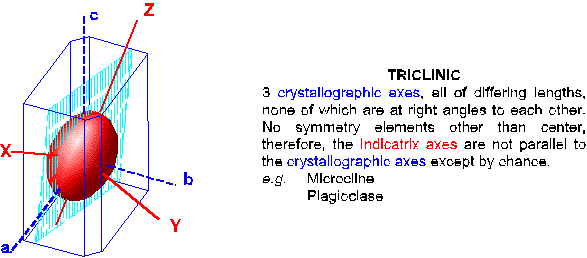 Z
c
X
b
Y
a
TRICLINIC
3 crystallographic axes, all of differing lengths,
none of which are at right angles to each other.
No symmetry elements other than center,
therefore, the indicatrix axes are not parallel to
the crystallographic axes except by chance.
e.g. Microcline
Plagioclase